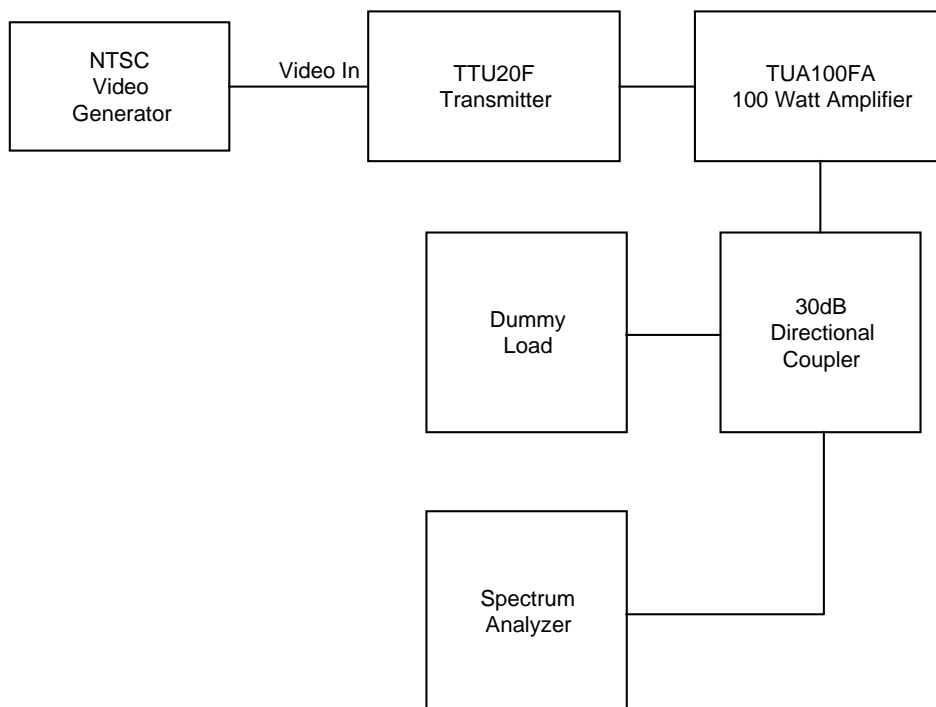 NTSC
Video
Generator
Video In
TTU20F
Transmitter
TUA100FA
100 Watt Amplifier
Dummy
Load
30dB
Directional
Coupler
Spectrum
Analyzer